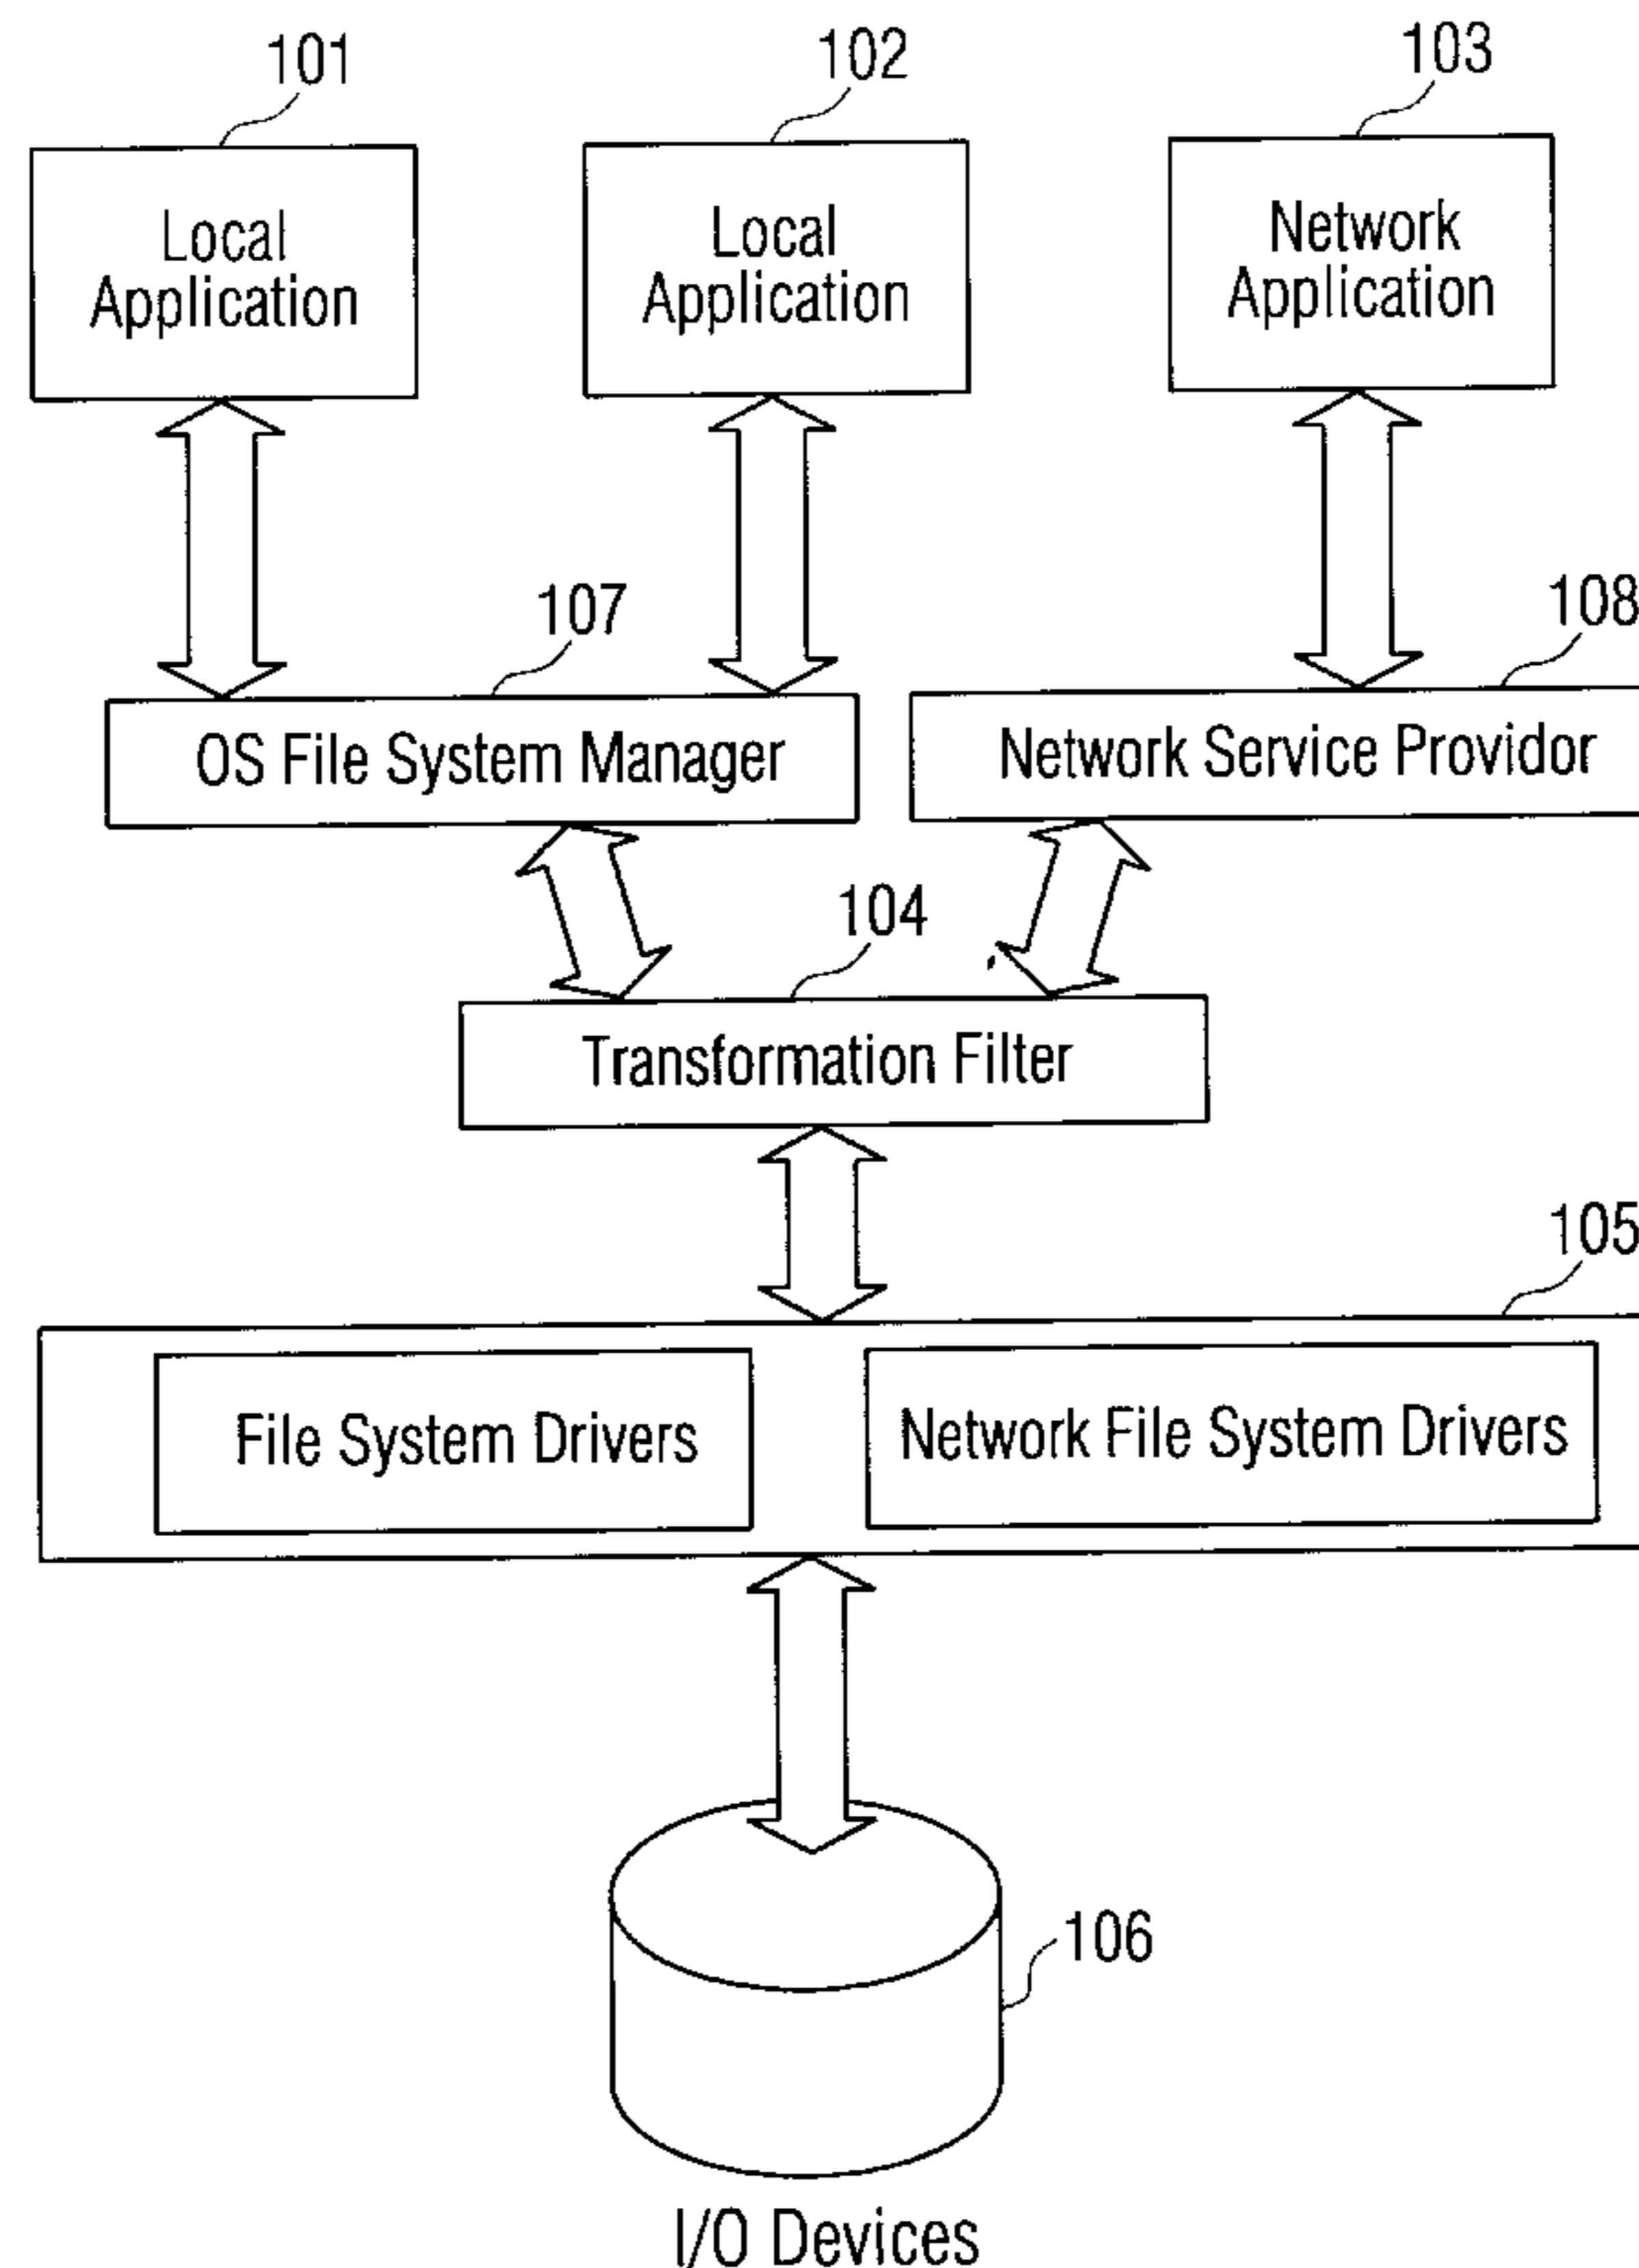 101
102
103
Local
Application
Local
Application
Network
Application
107
108
OS File System Manager
Network Service Providor
104
Transformation Filter
105
File System Drivers
Network File System Drivers
106
I/O Devices